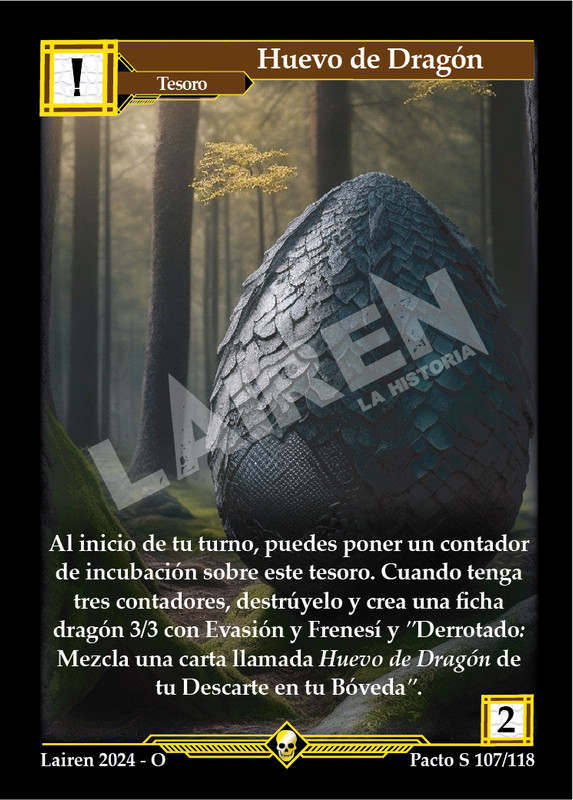 !
Huevo de Dragón
Tesoro
LAIREN
LA HISTORIA
Al inicio de tu turno, puedes poner un contador
de incubación sobre este tesoro. Cuando tenga
tres contadores, destrúyelo y crea una ficha
dragón 3/3 con Evasión y Frenesí y "Derrotado:
Mezcla una carta llamada Huevo de Dragón de
tu Descarte en tu Bóveda".
2
Lairen 2024 - O
Pacto S 107/118